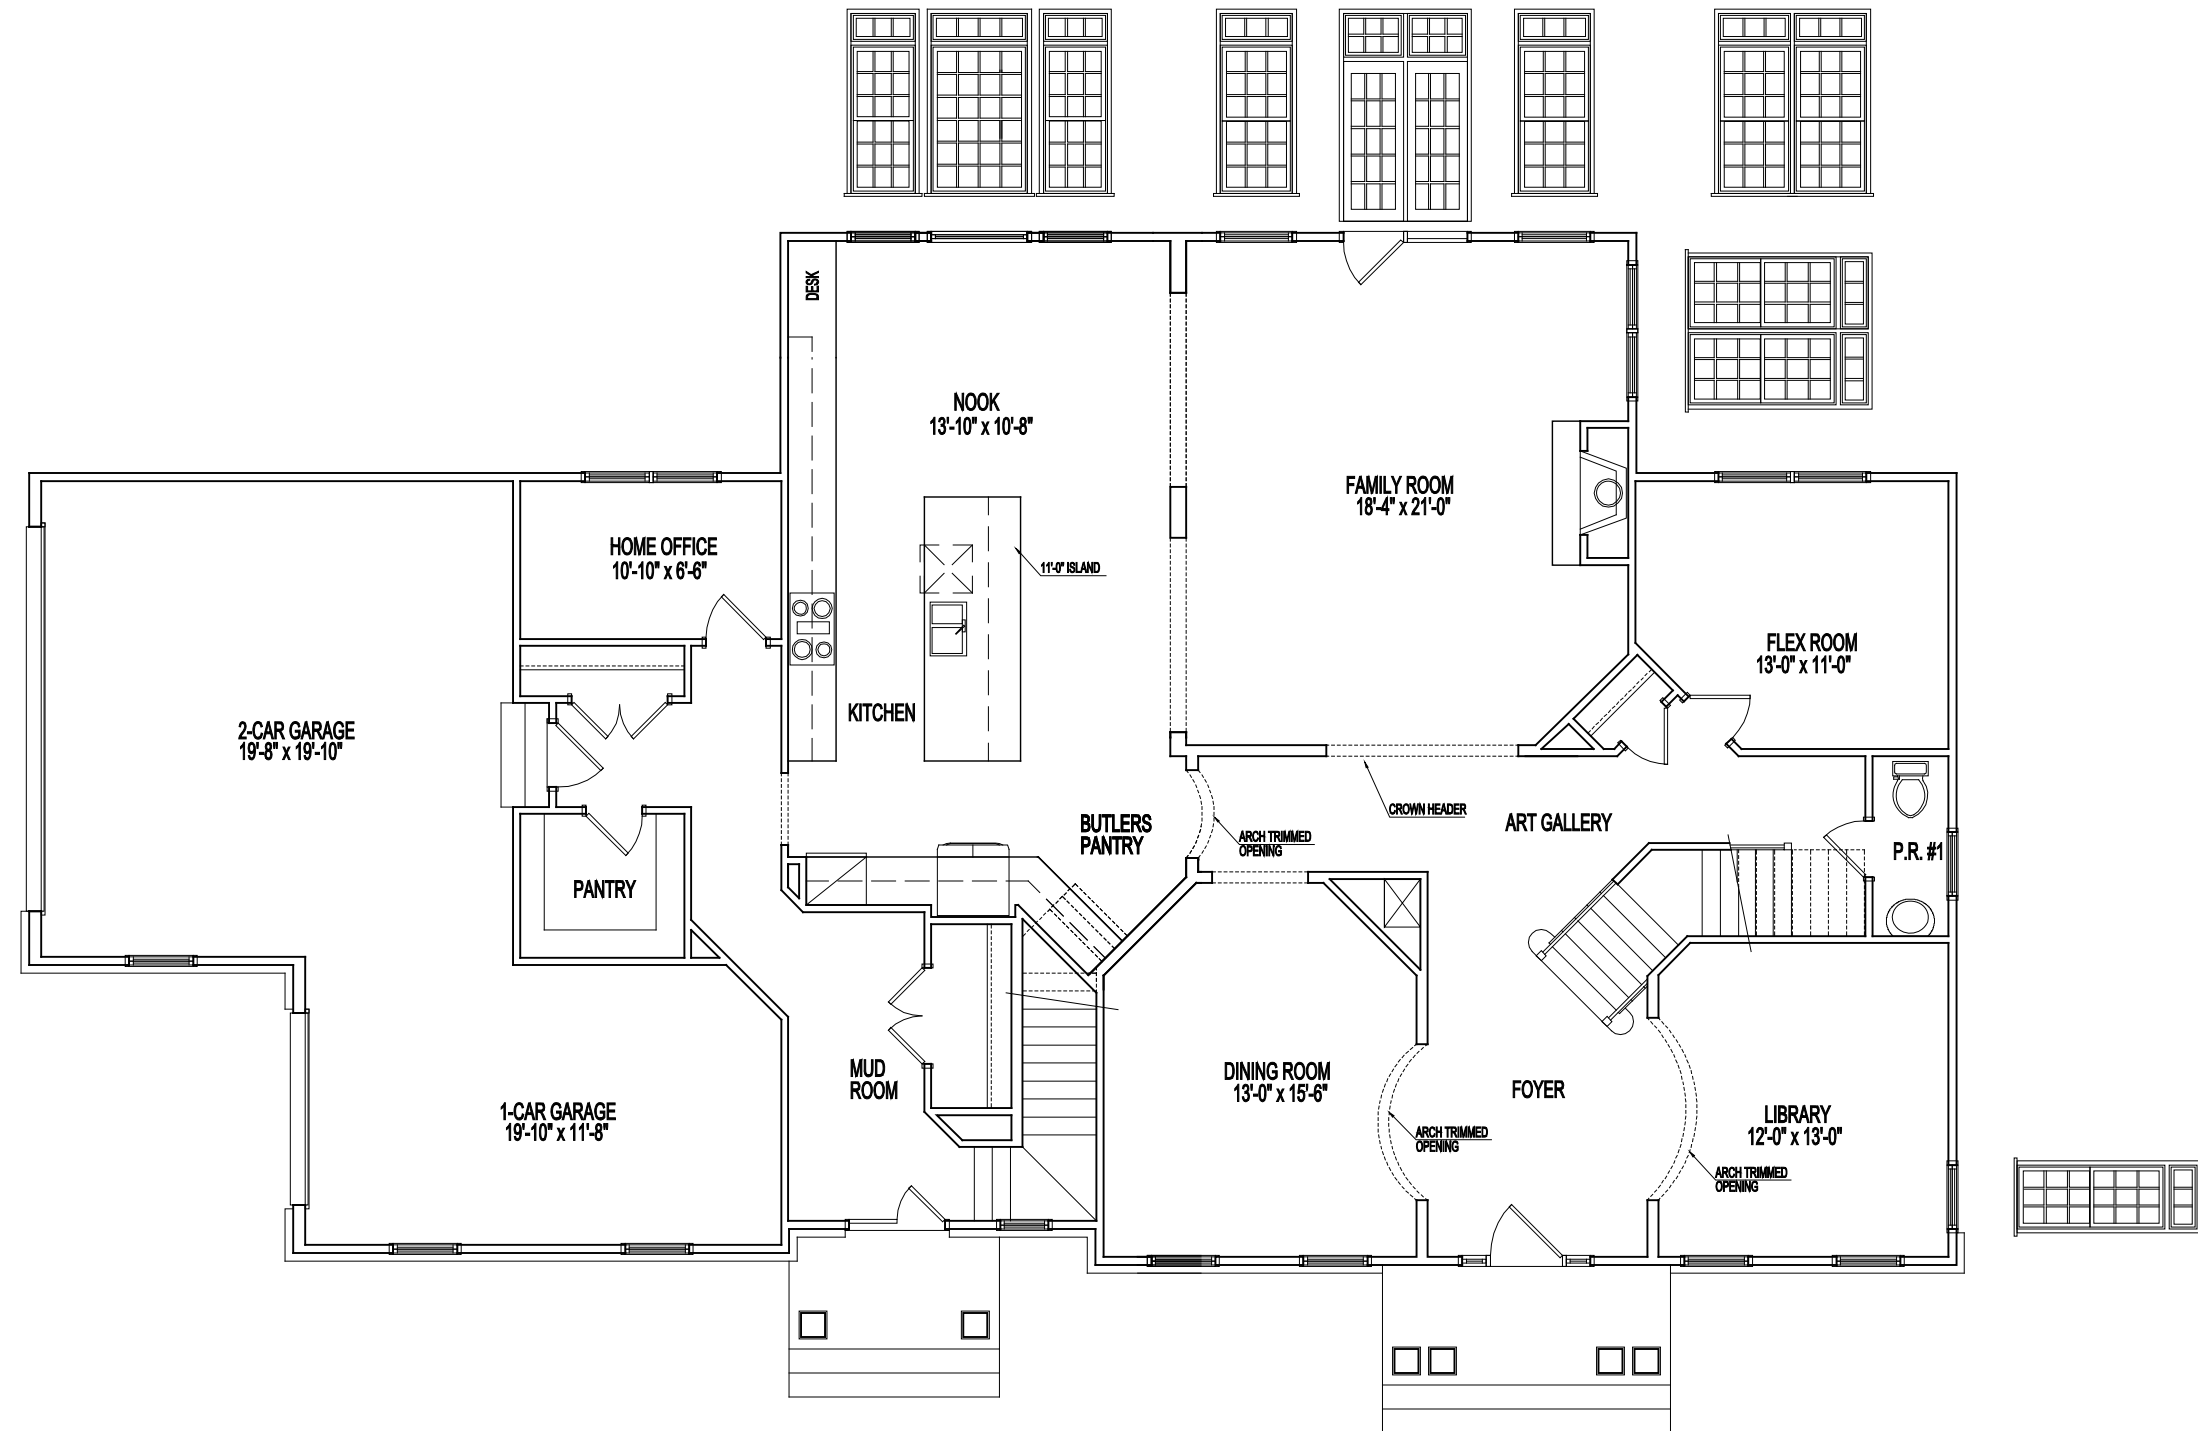 DESK
NOOK
13'-10" x 10'-8"
FAMILY ROOM
18'-4" x 21'-0"
HOME OFFICE
10'-10" x 6'-6"
11'-0" ISLAND
FLEX ROOM
13'-0" x 11'-0"
KITCHEN
2-CAR GARAGE
19'-8" x 19'-10"
CROWN HEADER
BUTLERS
PANTRY
ARCH TRIMMED
OPENING
ART GALLERY
P.R. #1
PANTRY
MUD
ROOM
DINING ROOM
13'-0" x 15'-6"
FOYER
1-CAR GARAGE
19'-10" x 11'-8"
LIBRARY
12'-0" x 13'-0"
ARCH TRIMMED
OPENING
ARCH TRIMMED
OPENING